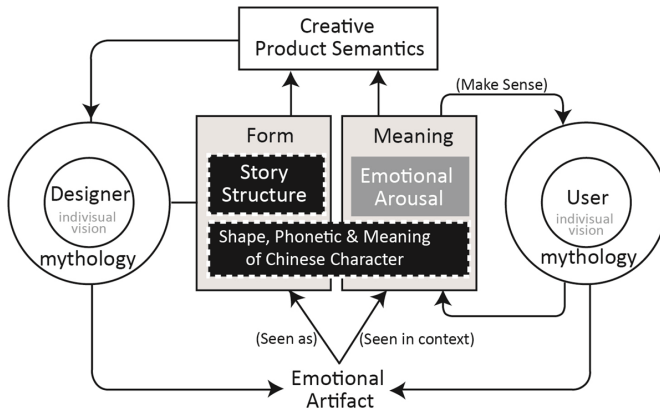 Creative
Product Semantics
(Make Sense)
Form
Meaning
Story
Structure
Emotional
Arousal
Designer
indivisual
vision
mythology
User
indivisual
vision
mythology
Shape, Phonetic & Meaning
of Chinese Character
(Seen as)
(Seen in context)
Emotional
Artifact